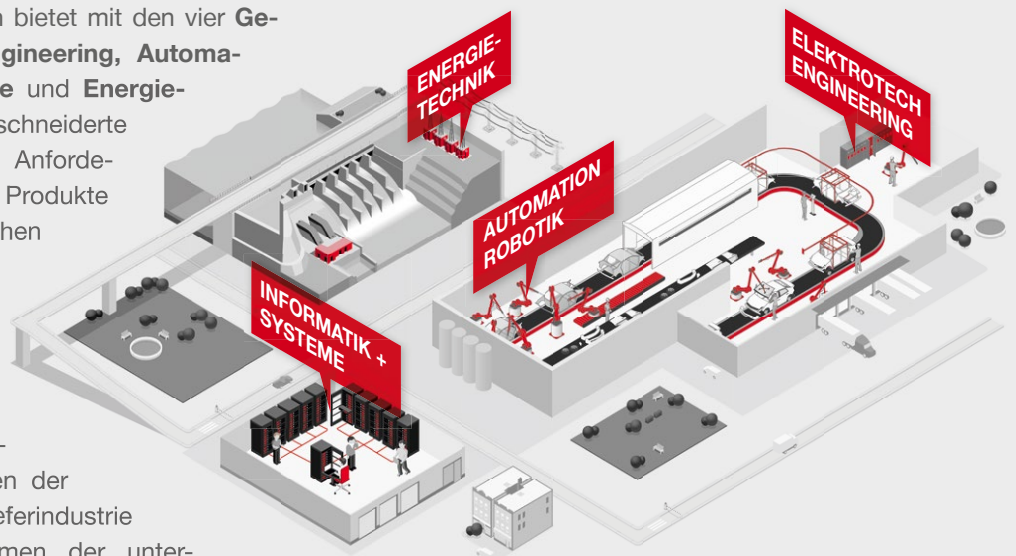 bietet mit den vier Ge-
gineering, Automa-
e und Energie-
schneiderte
Anforde-
Produkte
hen
ENERGIE-
TECHNIK
ELEKTROTECH
ENGINEERING
AUTOMATION
ROBOTIK
INFORMATIK +
SYSTEME
en der
eferindustrie
men der unter-